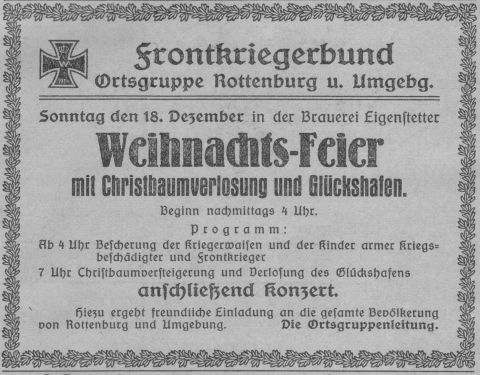 Frontkriegerbund
Ortsgruppe Rottenburg u. Umgebg.
Sonntag den 18. Dezember in der Brauerei Eigenstetter
Weihnachts-Feier
mit Christbaumverlosung und Glückshafen.
Beginn nachmittags 4 Uhr.
Programm:
Ab 4 Uhr Bescherung der Kriegerwaisen und der Kinder armer Kriegs-
beschädigter und Frontkrieger
7 Uhr Christbaumversteigerung und Verlosung des Glückshafens
anschließend Konzert.
Hiezu ergeht freundliche Einladung an die gesamte Bevölkerung
von Rottenburg und Umgebung. Die Ortsgruppenleitung.